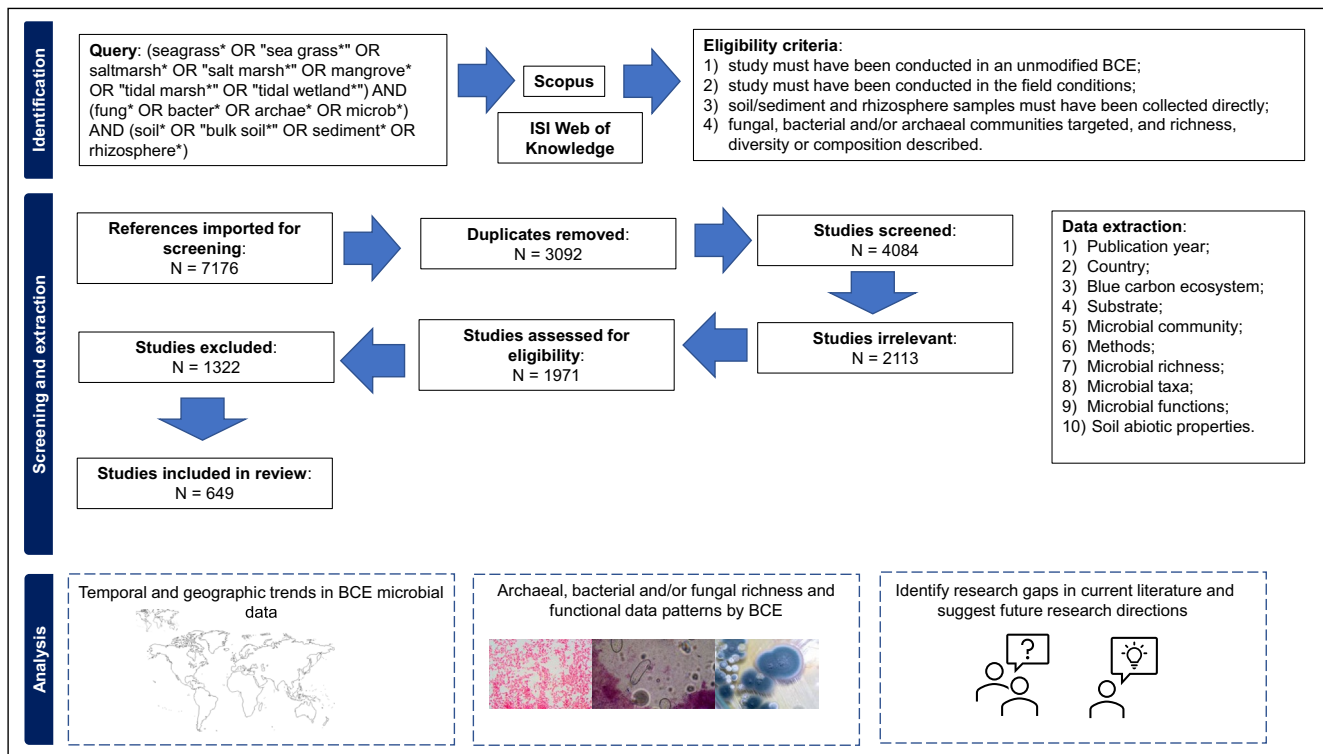 Identification
Query: (seagrass* OR "sea grass*" OR
saltmarsh* OR "salt marsh*" OR mangrove*
OR "tidal marsh*" OR "tidal wetland*") AND
(fung* OR bacter* OR archae* OR microb*)
AND (soil* OR "bulk soil*" OR sediment* OR
rhizosphere*)
Scopus
ISI Web of
Knowledge
Eligibility criteria:
1) study must have been conducted in an unmodified BCE;
2) study must have been conducted in the field conditions;
3) soil/sediment and rhizosphere samples must have been collected directly;
4) fungal, bacterial and/or archaeal communities targeted, and richness,
diversity or composition described.
Screening and extraction
References imported for
screening:
N = 7176
Duplicates removed:
N = 3092
Studies screened:
N = 4084
Studies irrelevant:
N = 2113
Studies assessed for
eligibility:
N = 1971
Studies excluded:
N = 1322
Studies included in review:
N = 649
Data extraction:
1) Publication year;
2) Country;
3) Blue carbon ecosystem;
4) Substrate;
5) Microbial community;
6) Methods;
7) Microbial richness;
8) Microbial taxa;
9) Microbial functions;
10) Soil abiotic properties.
Analysis
Temporal and geographic trends in BCE microbial
data
Archaeal, bacterial and/or fungal richness and
functional data patterns by BCE
Identify research gaps in current literature and
suggest future research directions
?